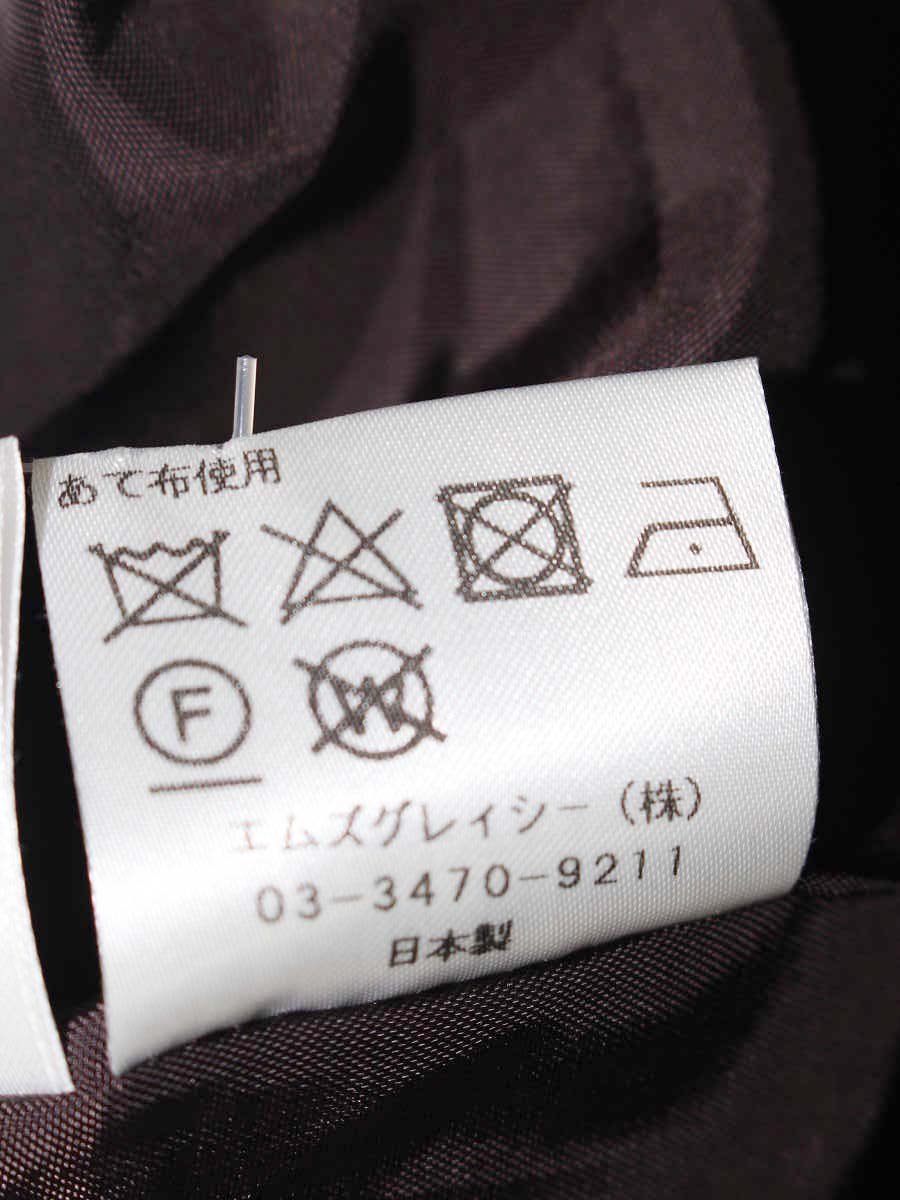 あて布使用
F
W
エムズグレイシー（株）
03-3470-9211
日本製